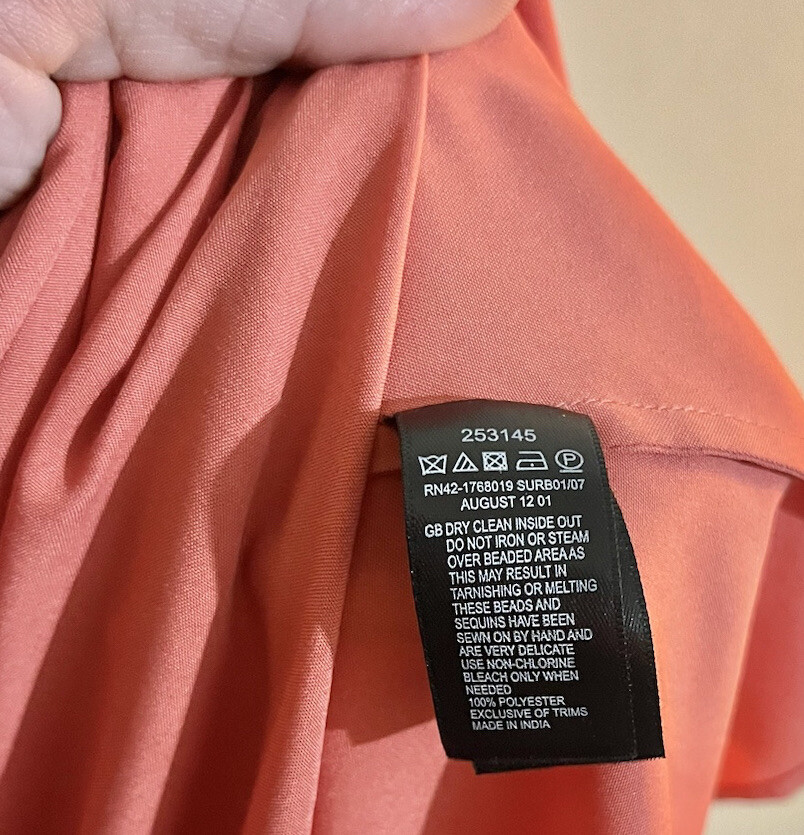 253145
P
RN42-1768019 SURB01/07
AUGUST 12 01
GB DRY CLEAN INSIDE OUT
DO NOT IRON OR STEAM
OVER BEADED AREA AS
THIS MAY RESULT IN
TARNISHING OR MELTING
THESE BEADS AND
SEQUINS HAVE BEEN
SEWN ON BY HAND AND
ARE VERY DELICATE
USE NON-CHLORINE
BLEACH ONLY WHEN
NEEDED
100% POLYESTER
EXCLUSIVE OF TRIMS
MADE IN INDIA